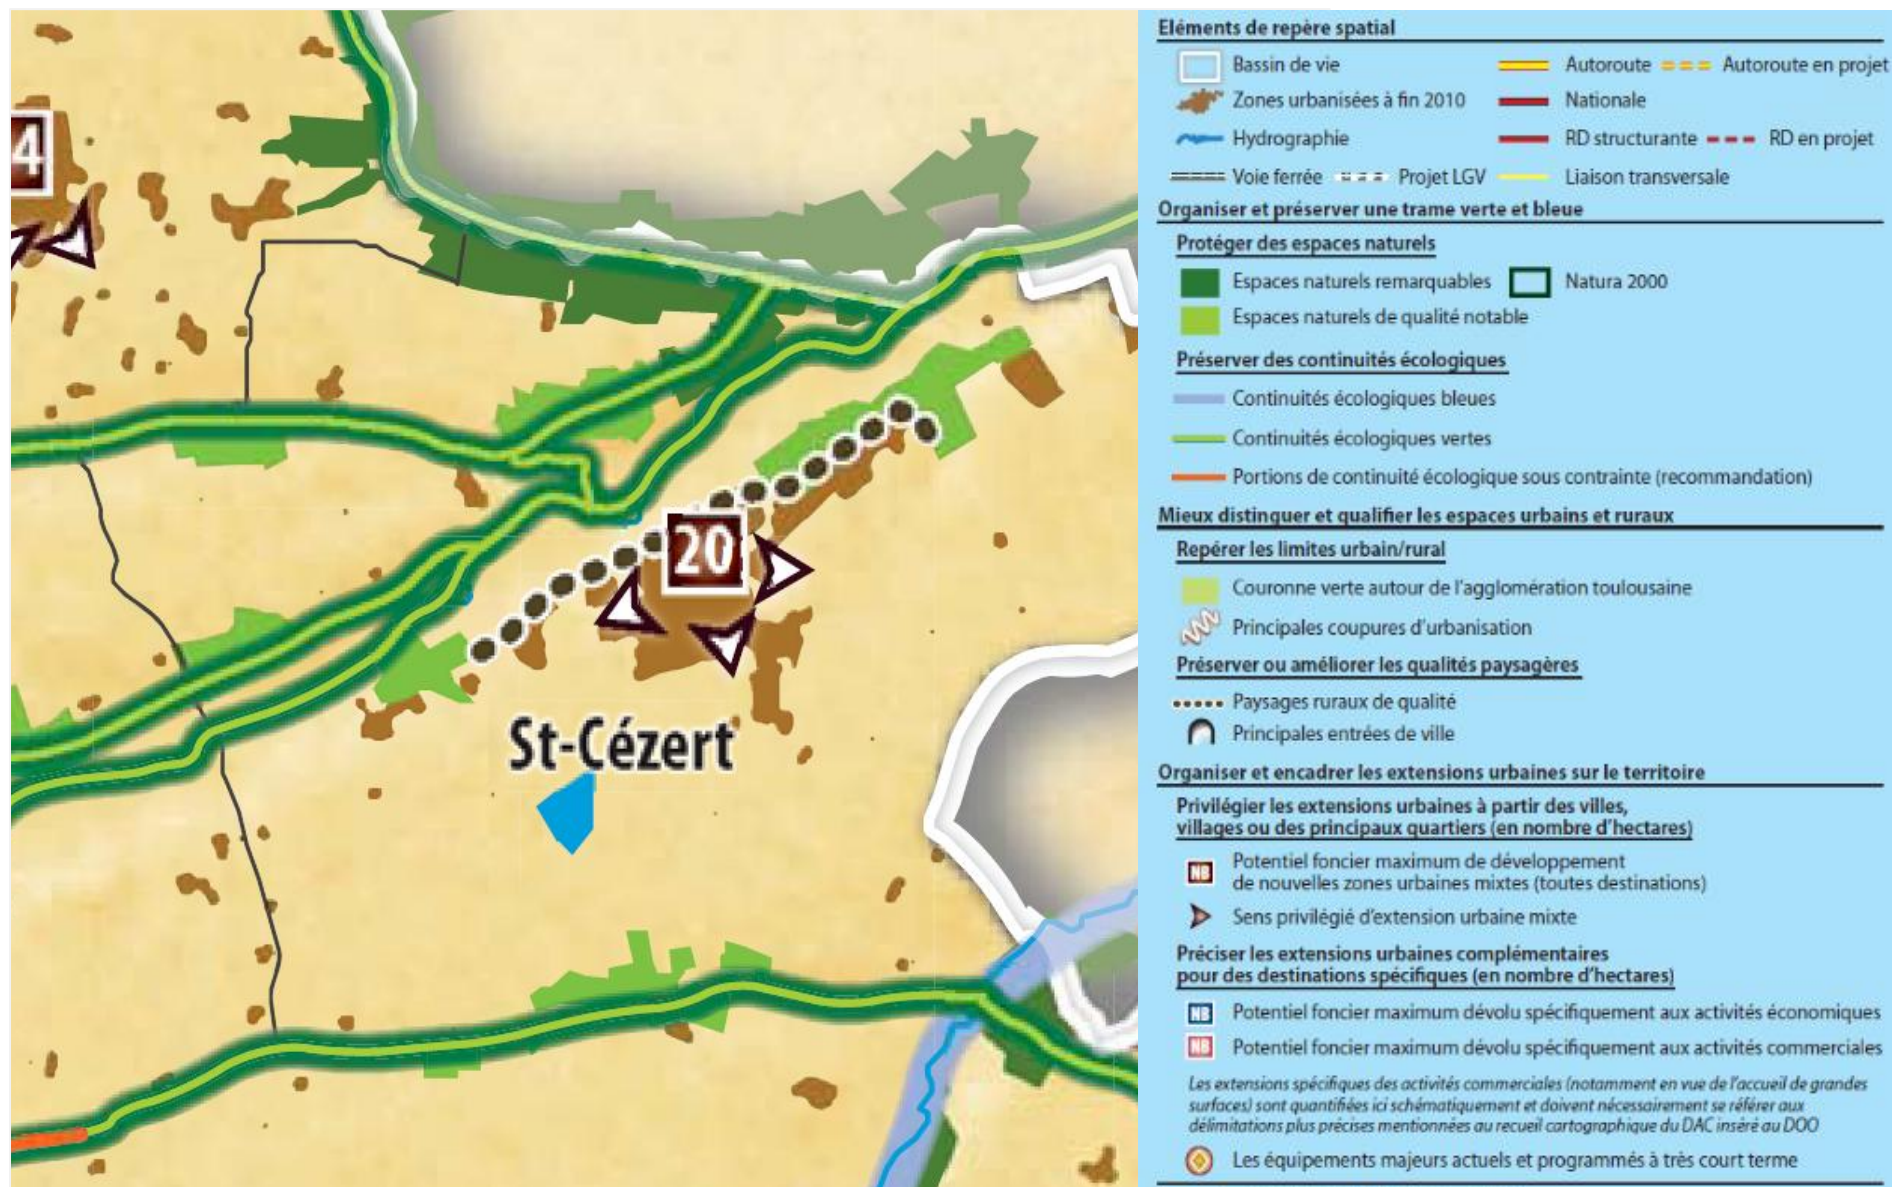 4
20
St-Cézert
Eléments de repère spatial
Bassin de vie
Autoroute
Autoroute en projet
Zones urbanisées à fin 2010
Nationale
Hydrographie
RD structurante
RD en projet
Voie ferrée
Projet LGV
Liaison transversale
Organiser et préserver une trame verte et bleue
Protéger des espaces naturels
Espaces naturels remarquables
Natura 2000
Espaces naturels de qualité notable
Préserver des continuités écologiques
Continuités écologiques bleues
Continuités écologiques vertes
Portions de continuité écologique sous contrainte (recommandation)
Mieux distinguer et qualifier les espaces urbains et ruraux
Repérer les limites urbain/rural
Couronne verte autour de l'agglomération toulousaine
Principales coupures d'urbanisation
Préserver ou améliorer les qualités paysagères
Paysages ruraux de qualité
Principales entrées de ville
Organiser et encadrer les extensions urbaines sur le territoire
Privilégier les extensions urbaines à partir des villes,
villages ou des principaux quartiers (en nombre d'hectares)
NB
Potentiel foncier maximum de développement
de nouvelles zones urbaines mixtes (toutes destinations)
Sens privilégié d'extension urbaine mixte
Préciser les extensions urbaines complémentaires
pour des destinations spécifiques (en nombre d'hectares)
NB
Potentiel foncier maximum dévolu spécifiquement aux activités économiques
NB
Potentiel foncier maximum dévolu spécifiquement aux activités commerciales
Les extensions spécifiques des activités commerciales (notamment en vue de l'accueil de grandes
surfaces) sont quantifiées ici schématiquement et doivent nécessairement se référer aux
délimitations plus précises mentionnées au recueil cartographique du DAC inséré au DOO
Les équipements majeurs actuels et programmés à très court terme